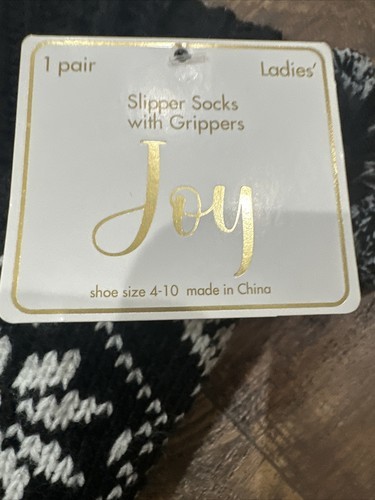 1 pair Ladies'
Slipper Socks
with Grippers
Joy
shoe size 4-10 made in China